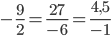 -9/2 = 27/-6 = 4,5/-1